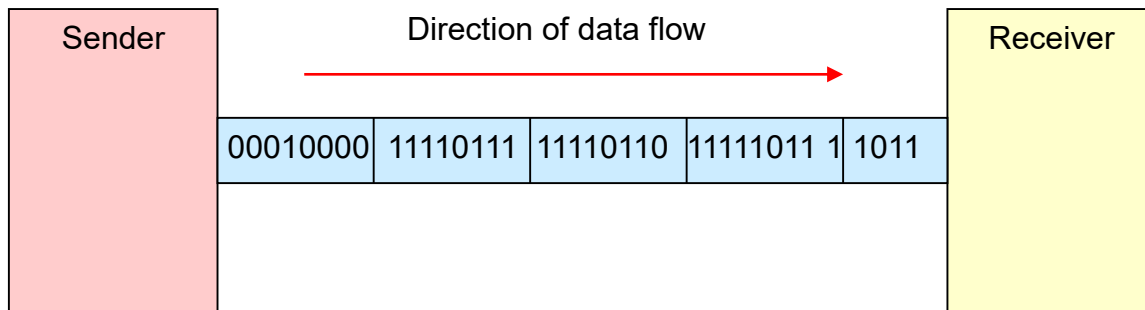 Sender
Direction of data flow
Receiver
00010000 11110111 11110110 11111011 1 1011